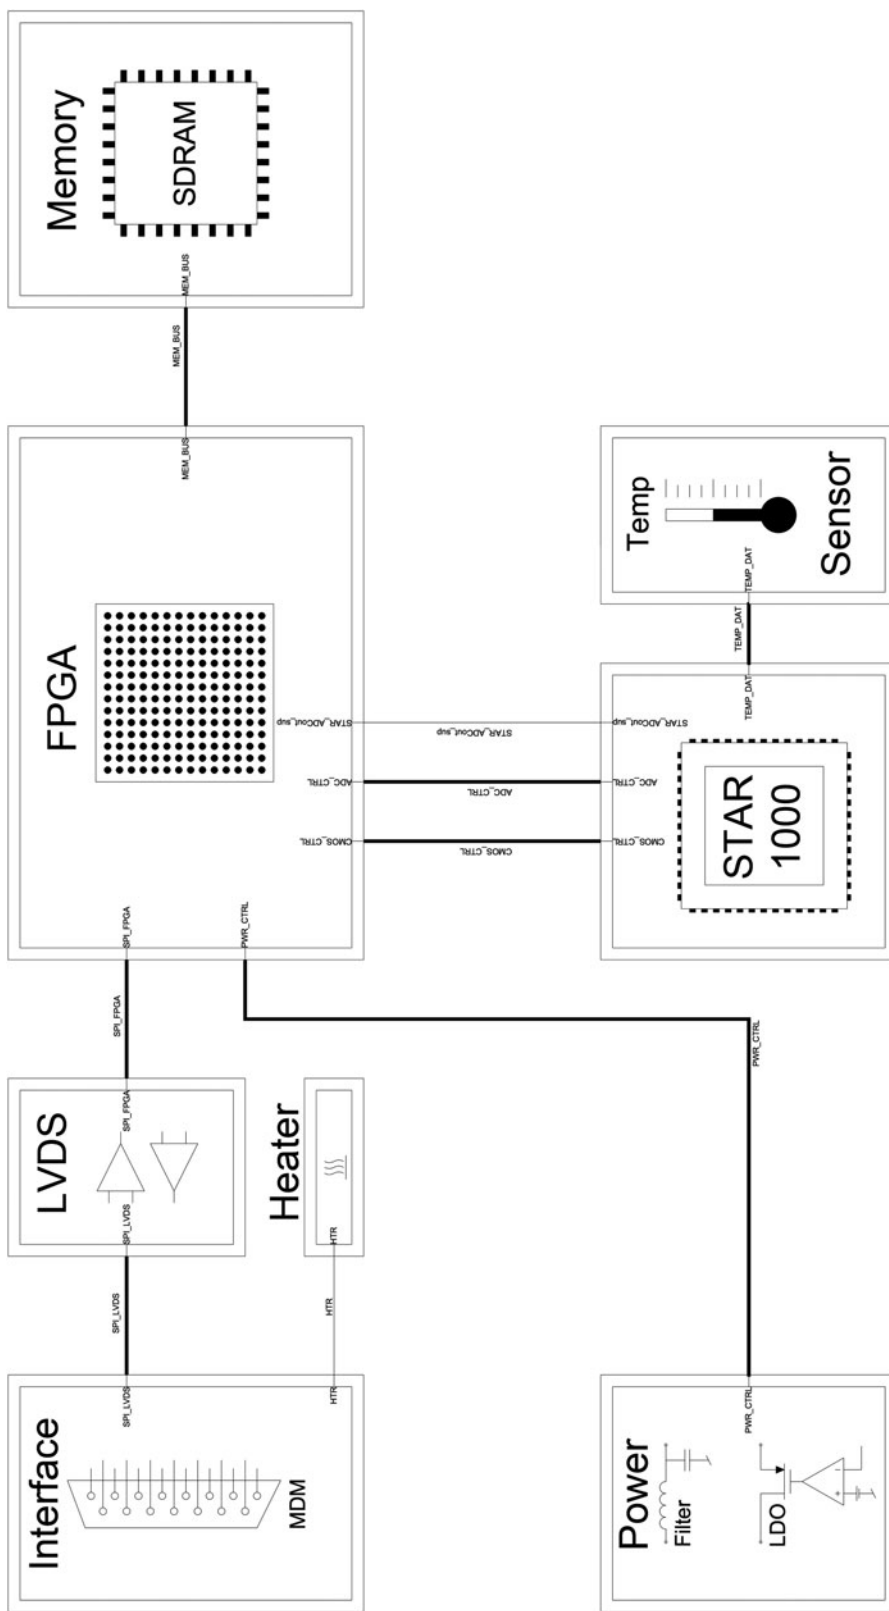 Memory
SDRAM
MEM_BUS
MEM_BUS
MEM_BUS
FPGA
STAR_ADCout_sup
ADC_CTRL
CMOS_CTRL
SPI_FPGA
PWR_CTRL
STAR_ADCout_sup
ADC_CTRL
CMOS_CTRL
Temp
Sensor
TEMP_DAT
TEMP_DAT
TEMP_DAT
STAR_ADCout_sup
ADC_CTRL
CMOS_CTRL
STAR
1000
SPI_FPGA
PWR_CTRL
LVDS
SPI_FPGA
SPI_LVDS
Heater
HTR
SPI_LVDS
HTR
Interface
SPI_LVDS
HTR
MDM
Power
PWR_CTRL
Filter
LDO